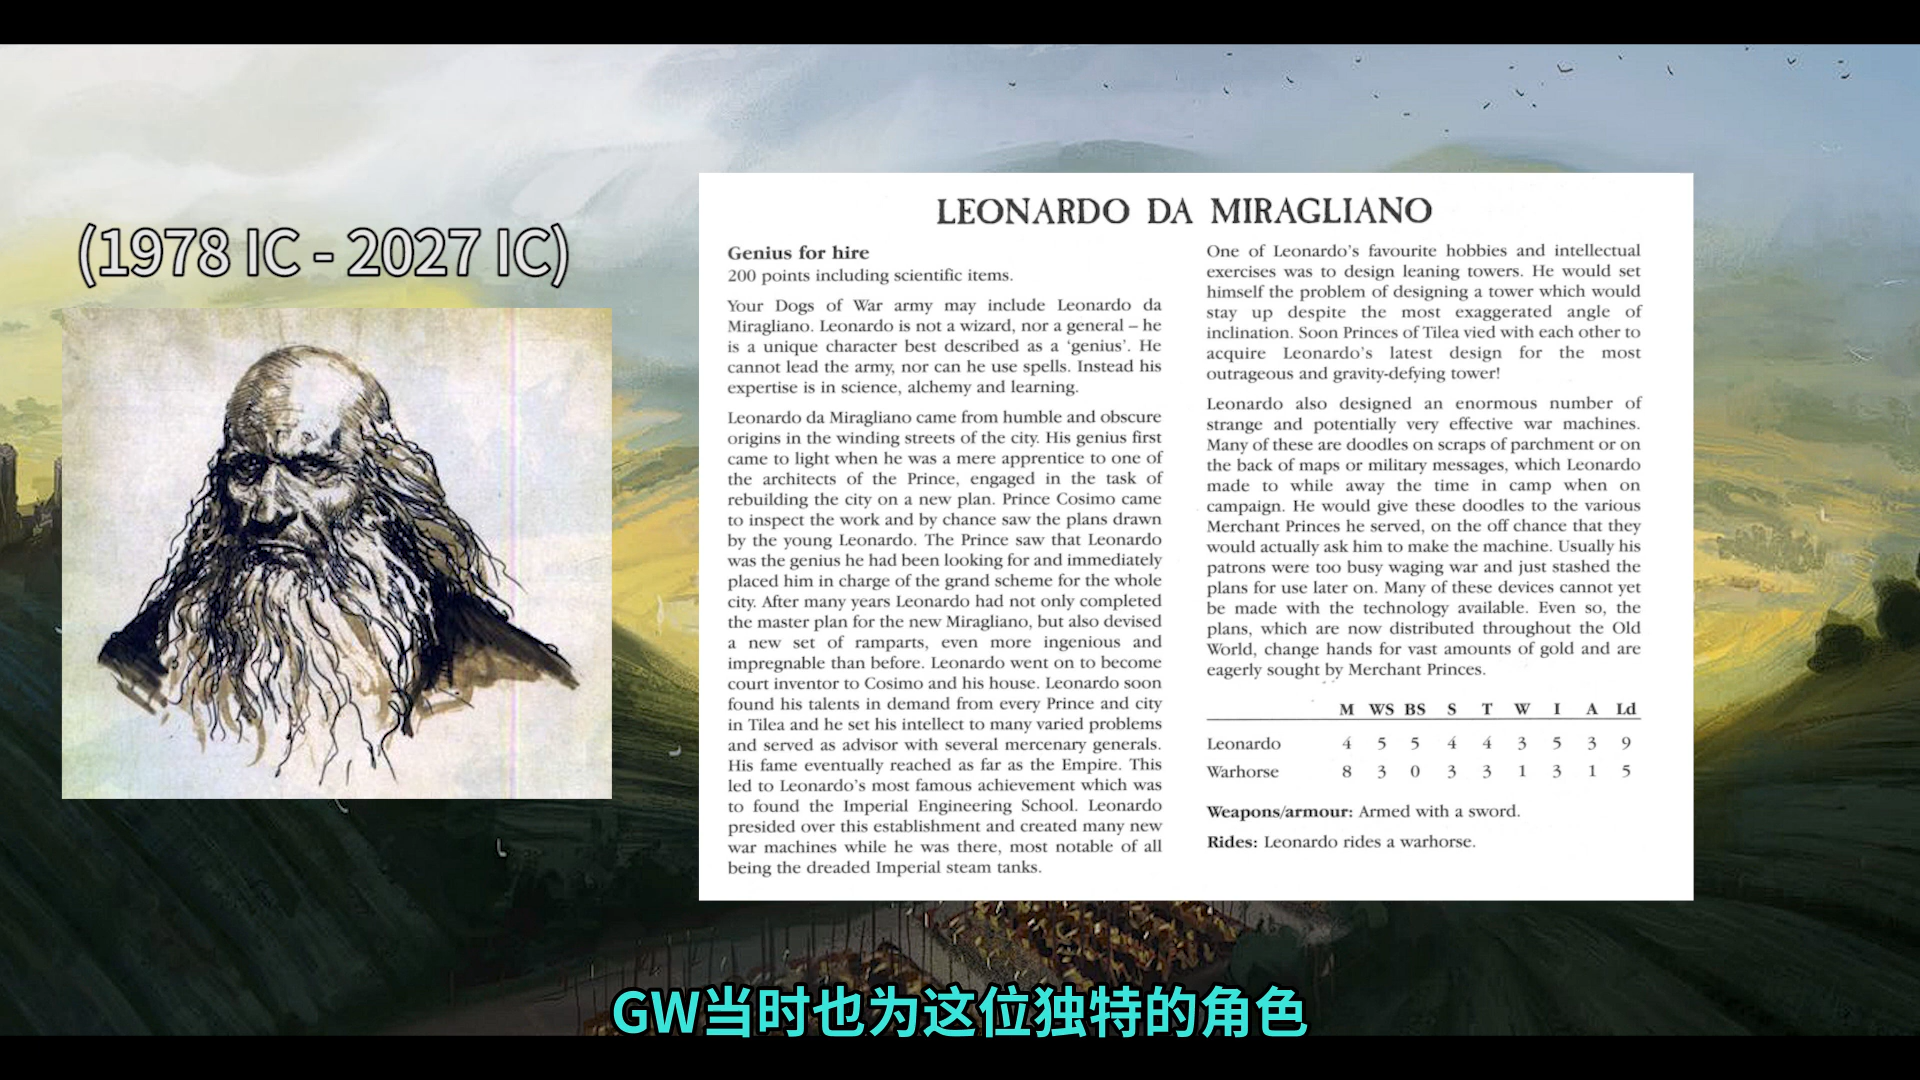 (1978 IC - 2027 IC)
LEONARDO DA MIRAGLIANO
Genius for hire
200 points including scientific items.
Your Dogs of War army may include Leonardo da
Miragliano. Leonardo is not a wizard, nor a general – he
is a unique character best described as a ‘genius’. He
cannot lead the army, nor can he use spells. Instead his
expertise is in science, alchemy and learning.
Leonardo da Miragliano came from humble and obscure
origins in the winding streets of the city. His genius first
came to light when he was a mere apprentice to one of
the architects of the Prince, engaged in the task of
rebuilding the city on a new plan. Prince Cosimo came
to inspect the work and by chance saw the plans drawn
by the young Leonardo. The Prince saw that Leonardo
was the genius he had been looking for and immediately
placed him in charge of the grand scheme for the whole
city. After many years Leonardo had not only completed
the master plan for the new Miragliano, but also devised
a new set of ramparts, even more ingenious and
impregnable than before. Leonardo went on to become
court inventor to Cosimo and his house. Leonardo soon
found his talents in demand from every Prince and city
in Tilea and he set his intellect to many varied problems
and served as advisor with several mercenary generals.
His fame eventually reached as far as the Empire. This
led to Leonardo’s most famous achievement which was
to found the Imperial Engineering School. Leonardo
presided over this establishment and created many new
war machines while he was there, most notable of all
being the dreaded Imperial steam tanks.
One of Leonardo’s favourite hobbies and intellectual
exercises was to design leaning towers. He would set
himself the problem of designing a tower which would
stay up despite the most exaggerated angle of
inclination. Soon Princes of Tilea vied with each other to
acquire Leonardo’s latest design for the most
outrageous and gravity-defying tower!
Leonardo also designed an enormous number of
strange and potentially very effective war machines.
Many of these are doodles on scraps of parchment or on
the back of maps or military messages, which Leonardo
made to while away the time in camp when on
campaign. He would give these doodles to the various
Merchant Princes he served, on the off chance that they
would actually ask him to make the machine. Usually his
patrons were too busy waging war and just stashed the
plans for use later on. Many of these devices cannot yet
be made with the technology available. Even so, the
plans, which are now distributed throughout the Old
World, change hands for vast amounts of gold and are
eagerly sought by Merchant Princes.
M WS BS S T W I A Ld
Leonardo 4 5 5 4 4 3 5 3 9
Warhorse 8 3 0 3 3 1 3 1 5
Weapons/armour: Armed with a sword.
Rides: Leonardo rides a warhorse.
GW当时也为这位独特的角色